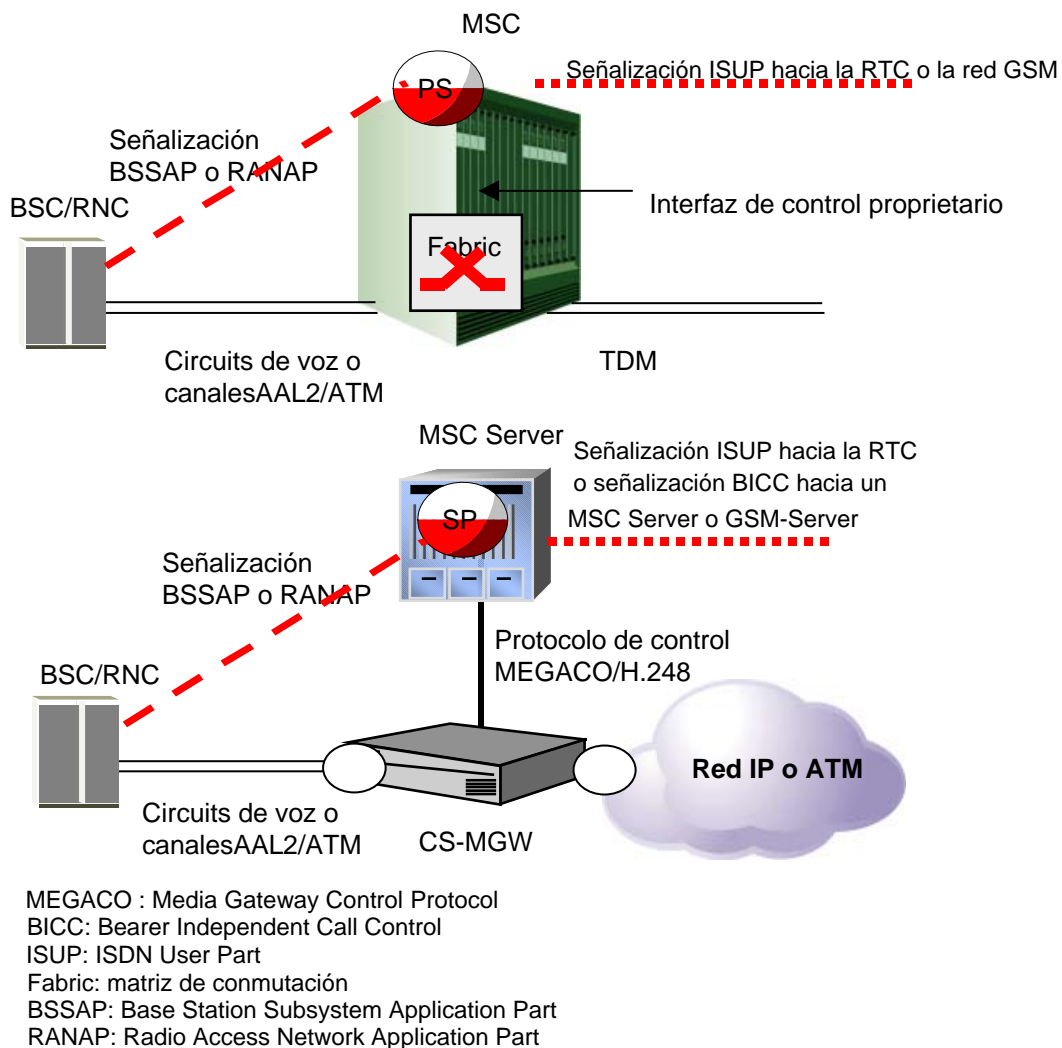 MSC
PS
Señalización ISUP hacia la RTC o la red GSM
Señalización
BSSAP o RANAP
BSC/RNC
Interfaz de control proprietario
Fabric
Circuits de voz o
canalesAAL2/ATM
TDM
MSC Server
Señalización ISUP hacia la RTC
o señalización BICC hacia un
MSC Server o GSM-Server
SP
Señalización
BSSAP o RANAP
Protocolo de control
MEGACO/H.248
BSC/RNC
Red IP o ATM
Circuits de voz o
canalesAAL2/ATM
CS-MGW
MEGACO : Media Gateway Control Protocol
BICC: Bearer Independent Call Control
ISUP: ISDN User Part
Fabric: matriz de conmutación
BSSAP: Base Station Subsystem Application Part
RANAP: Radio Access Network Application Part